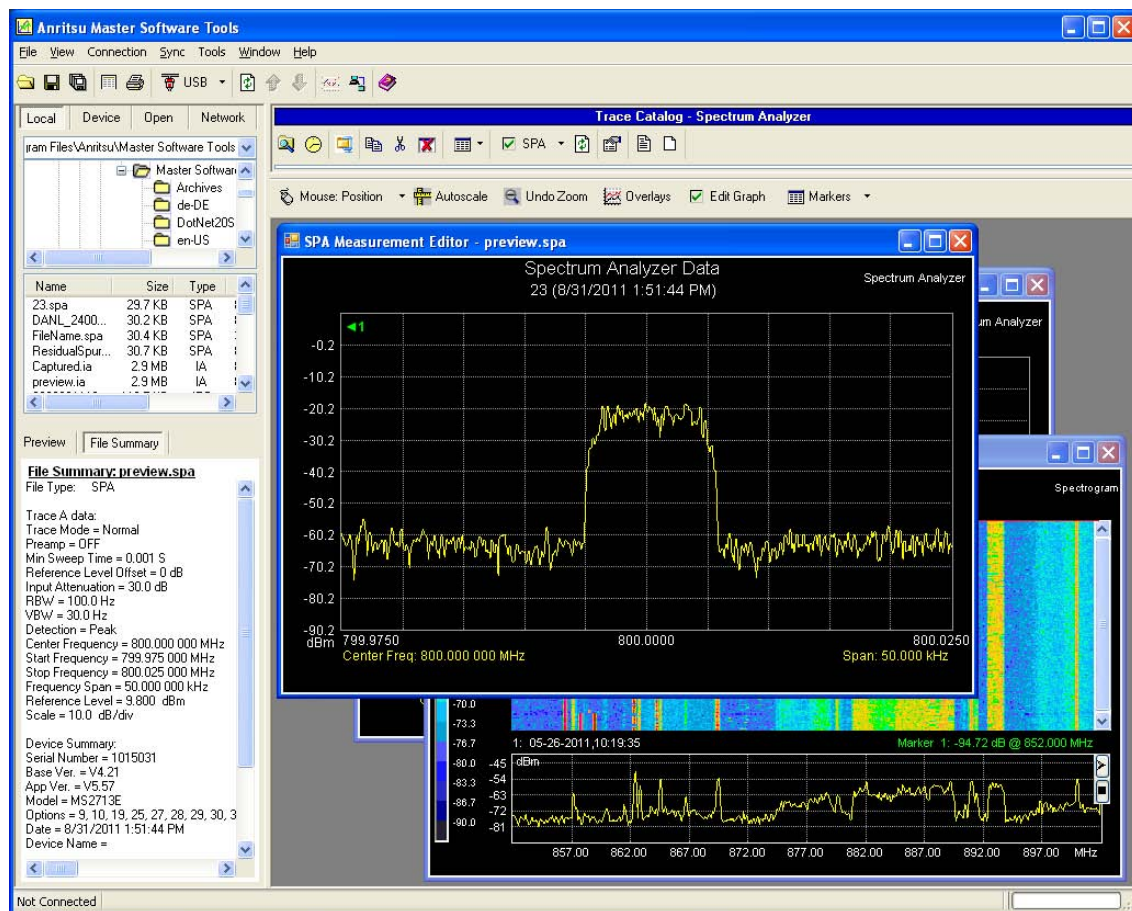 Anritsu Master Software Tools
File View Connection Sync Tools Window Help
USB
Local Device Open Network
ram Files\Anritsu\Master Software Tools
Master Softwar
Archives
de-DE
DotNet20S
en-US
Name Size Type
23.spa 29.7 KB SPA
DANL_2400... 30.2 KB SPA
FileName.spa 30.4 KB SPA
ResidualSpur... 30.7 KB SPA
Captured.ia 2.9 MB IA
preview.ia 2.9 MB IA
Preview File Summary
File Summary: preview.spa
File Type: SPA
Trace A data:
Trace Mode = Normal
Preamp = OFF
Min Sweep Time = 0.001 S
Reference Level Offset = 0 dB
Input Attenuation = 30.0 dB
RBW = 100.0 Hz
VBW = 30.0 Hz
Detection = Peak
Center Frequency = 800.000 000 MHz
Start Frequency = 799.975 000 MHz
Stop Frequency = 800.025 000 MHz
Frequency Span = 50.000 000 kHz
Reference Level = 9.800 dBm
Scale = 10.0 dB/div
Device Summary:
Serial Number = 1015031
Base Ver. = V4.21
App Ver. = V5.57
Model = MS2713E
Options = 9, 10, 19, 25, 27, 28, 29, 30, 3
Date = 8/31/2011 1:51:44 PM
Device Name =
Not Connected
Trace Catalog - Spectrum Analyzer
SPA
Mouse: Position Autoscale Undo Zoom Overlays Edit Graph Markers
SPA Measurement Editor - preview.spa
Spectrum Analyzer Data
23 (8/31/2011 1:51:44 PM)
Spectrum Analyzer
1
-0.2
-10.2
-20.2
-30.2
-40.2
-50.2
-60.2
-70.2
-80.2
-90.2
dBm 799.9750 800.0000 800.0250
Center Freq: 800.000 000 MHz Span: 50.000 kHz
um Analyzer
Spectrogram
-70.0
-73.3
-76.7
-80.0
-83.3
-86.7
-90.0
1: 05-26-2011,10:19:35 Marker 1: -94.72 dB @ 852.000 MHz
-45 dBm
-54
-63
-72
-81
857.00 862.00 867.00 872.00 877.00 882.00 887.00 892.00 897.00 MHz